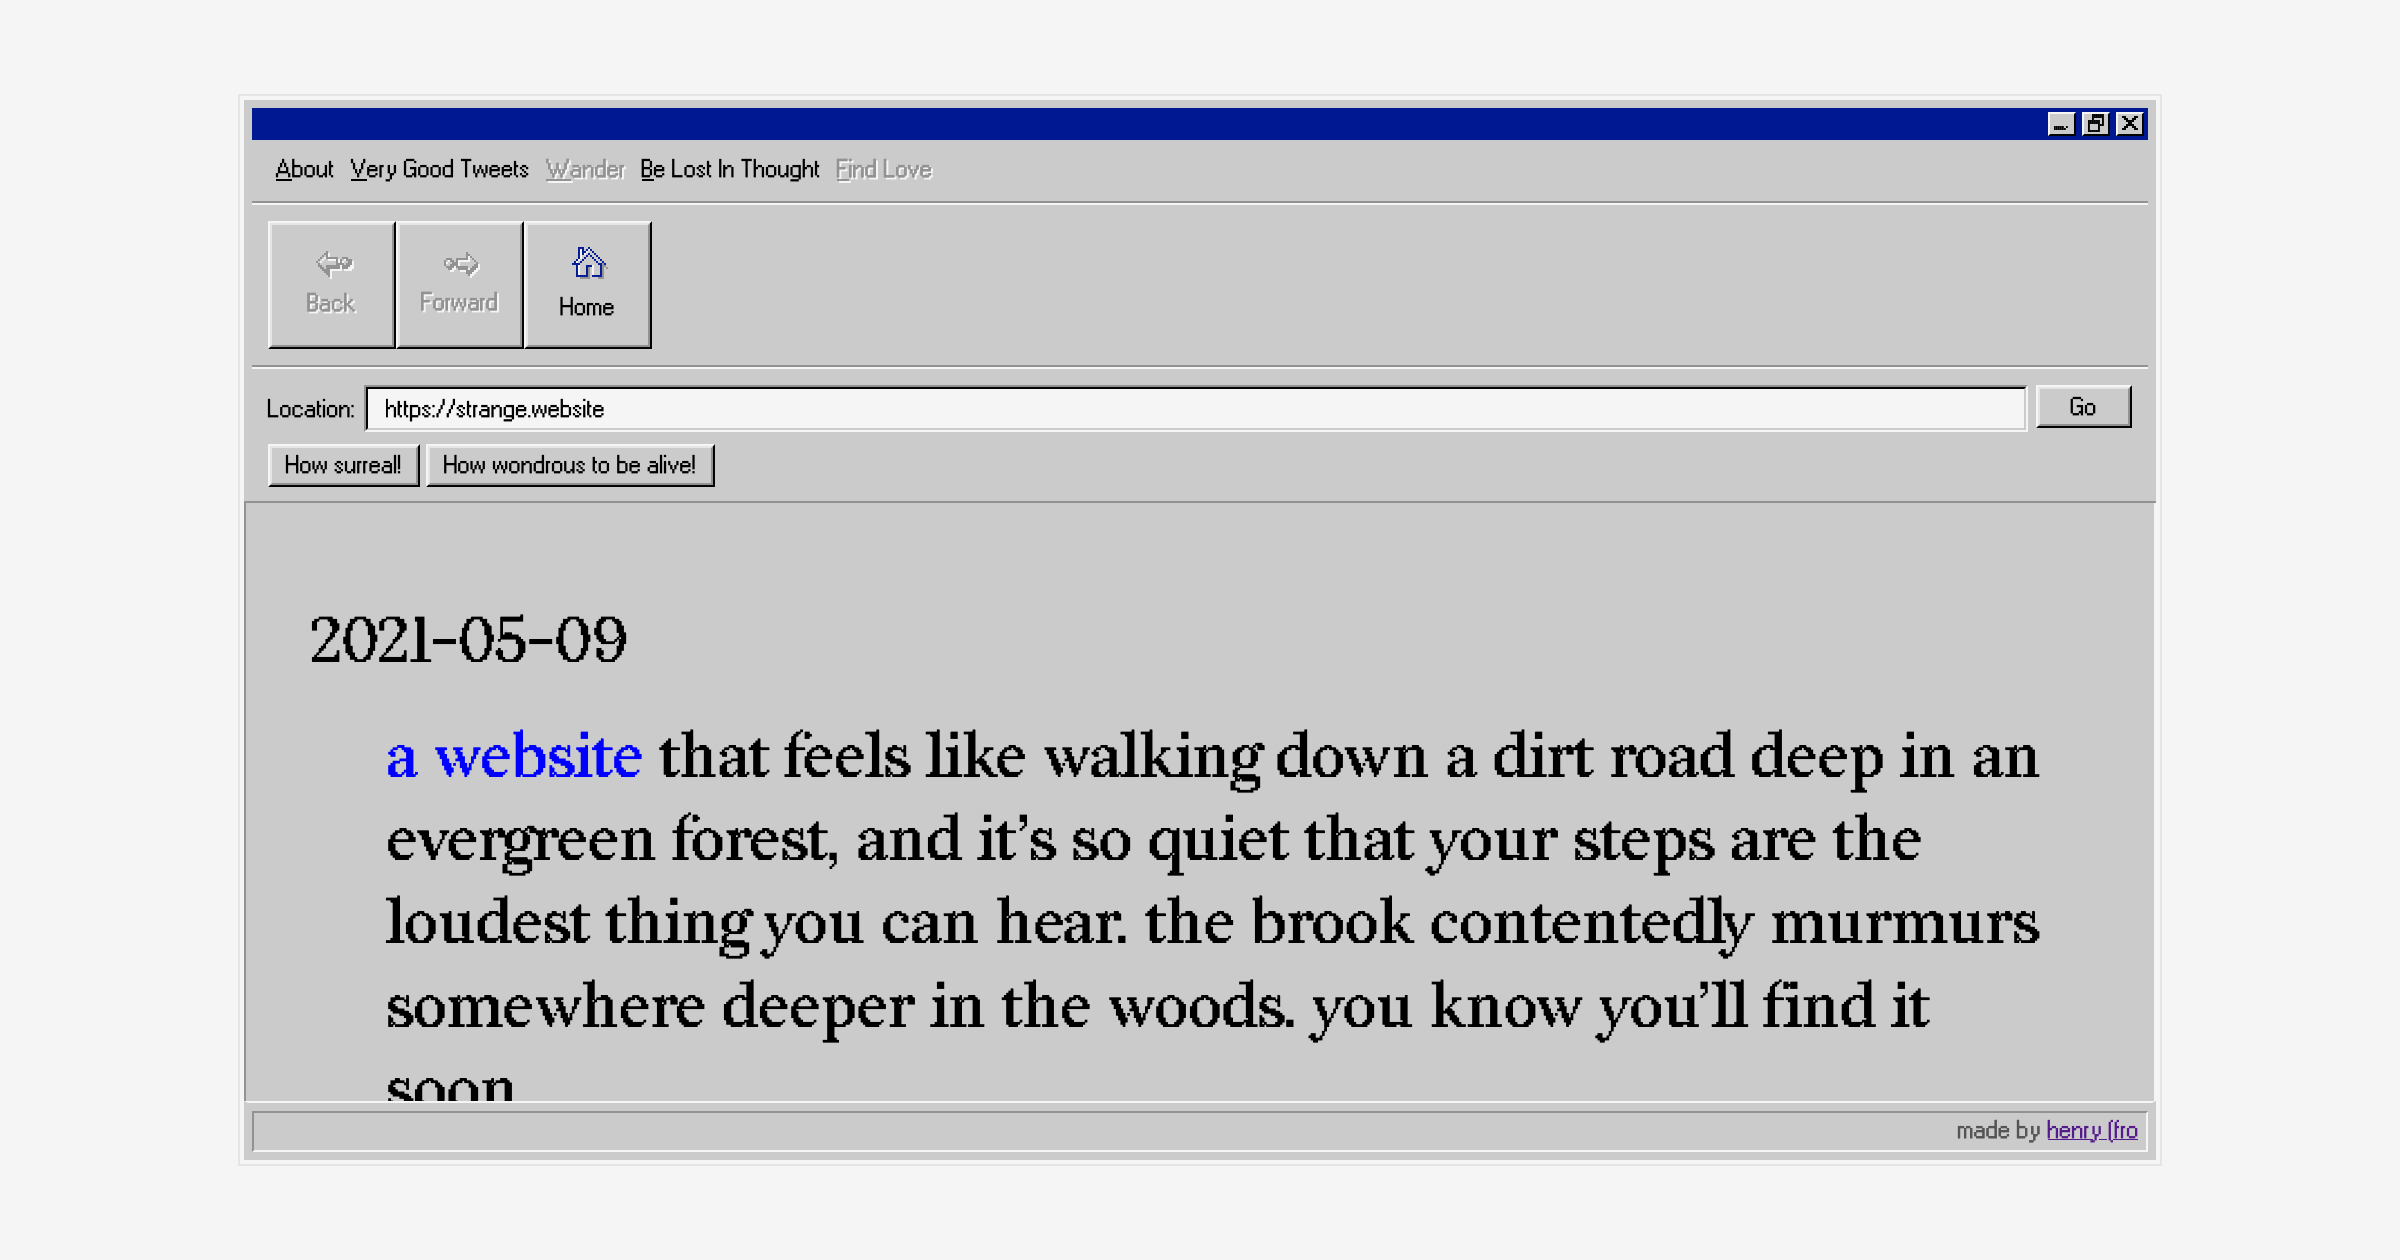 About Very Good Tweets Wander Be Lost In Thought Find Love
Back Forward Home
Location: https://strange.website Go
How surreal! How wondrous to be alive!
2021-05-09
a website that feels like walking down a dirt road deep in an
evergreen forest, and it’s so quiet that your steps are the
loudest thing you can hear. the brook contentedly murmurs
somewhere deeper in the woods. you know you’ll find it
soon
made by henry (fro